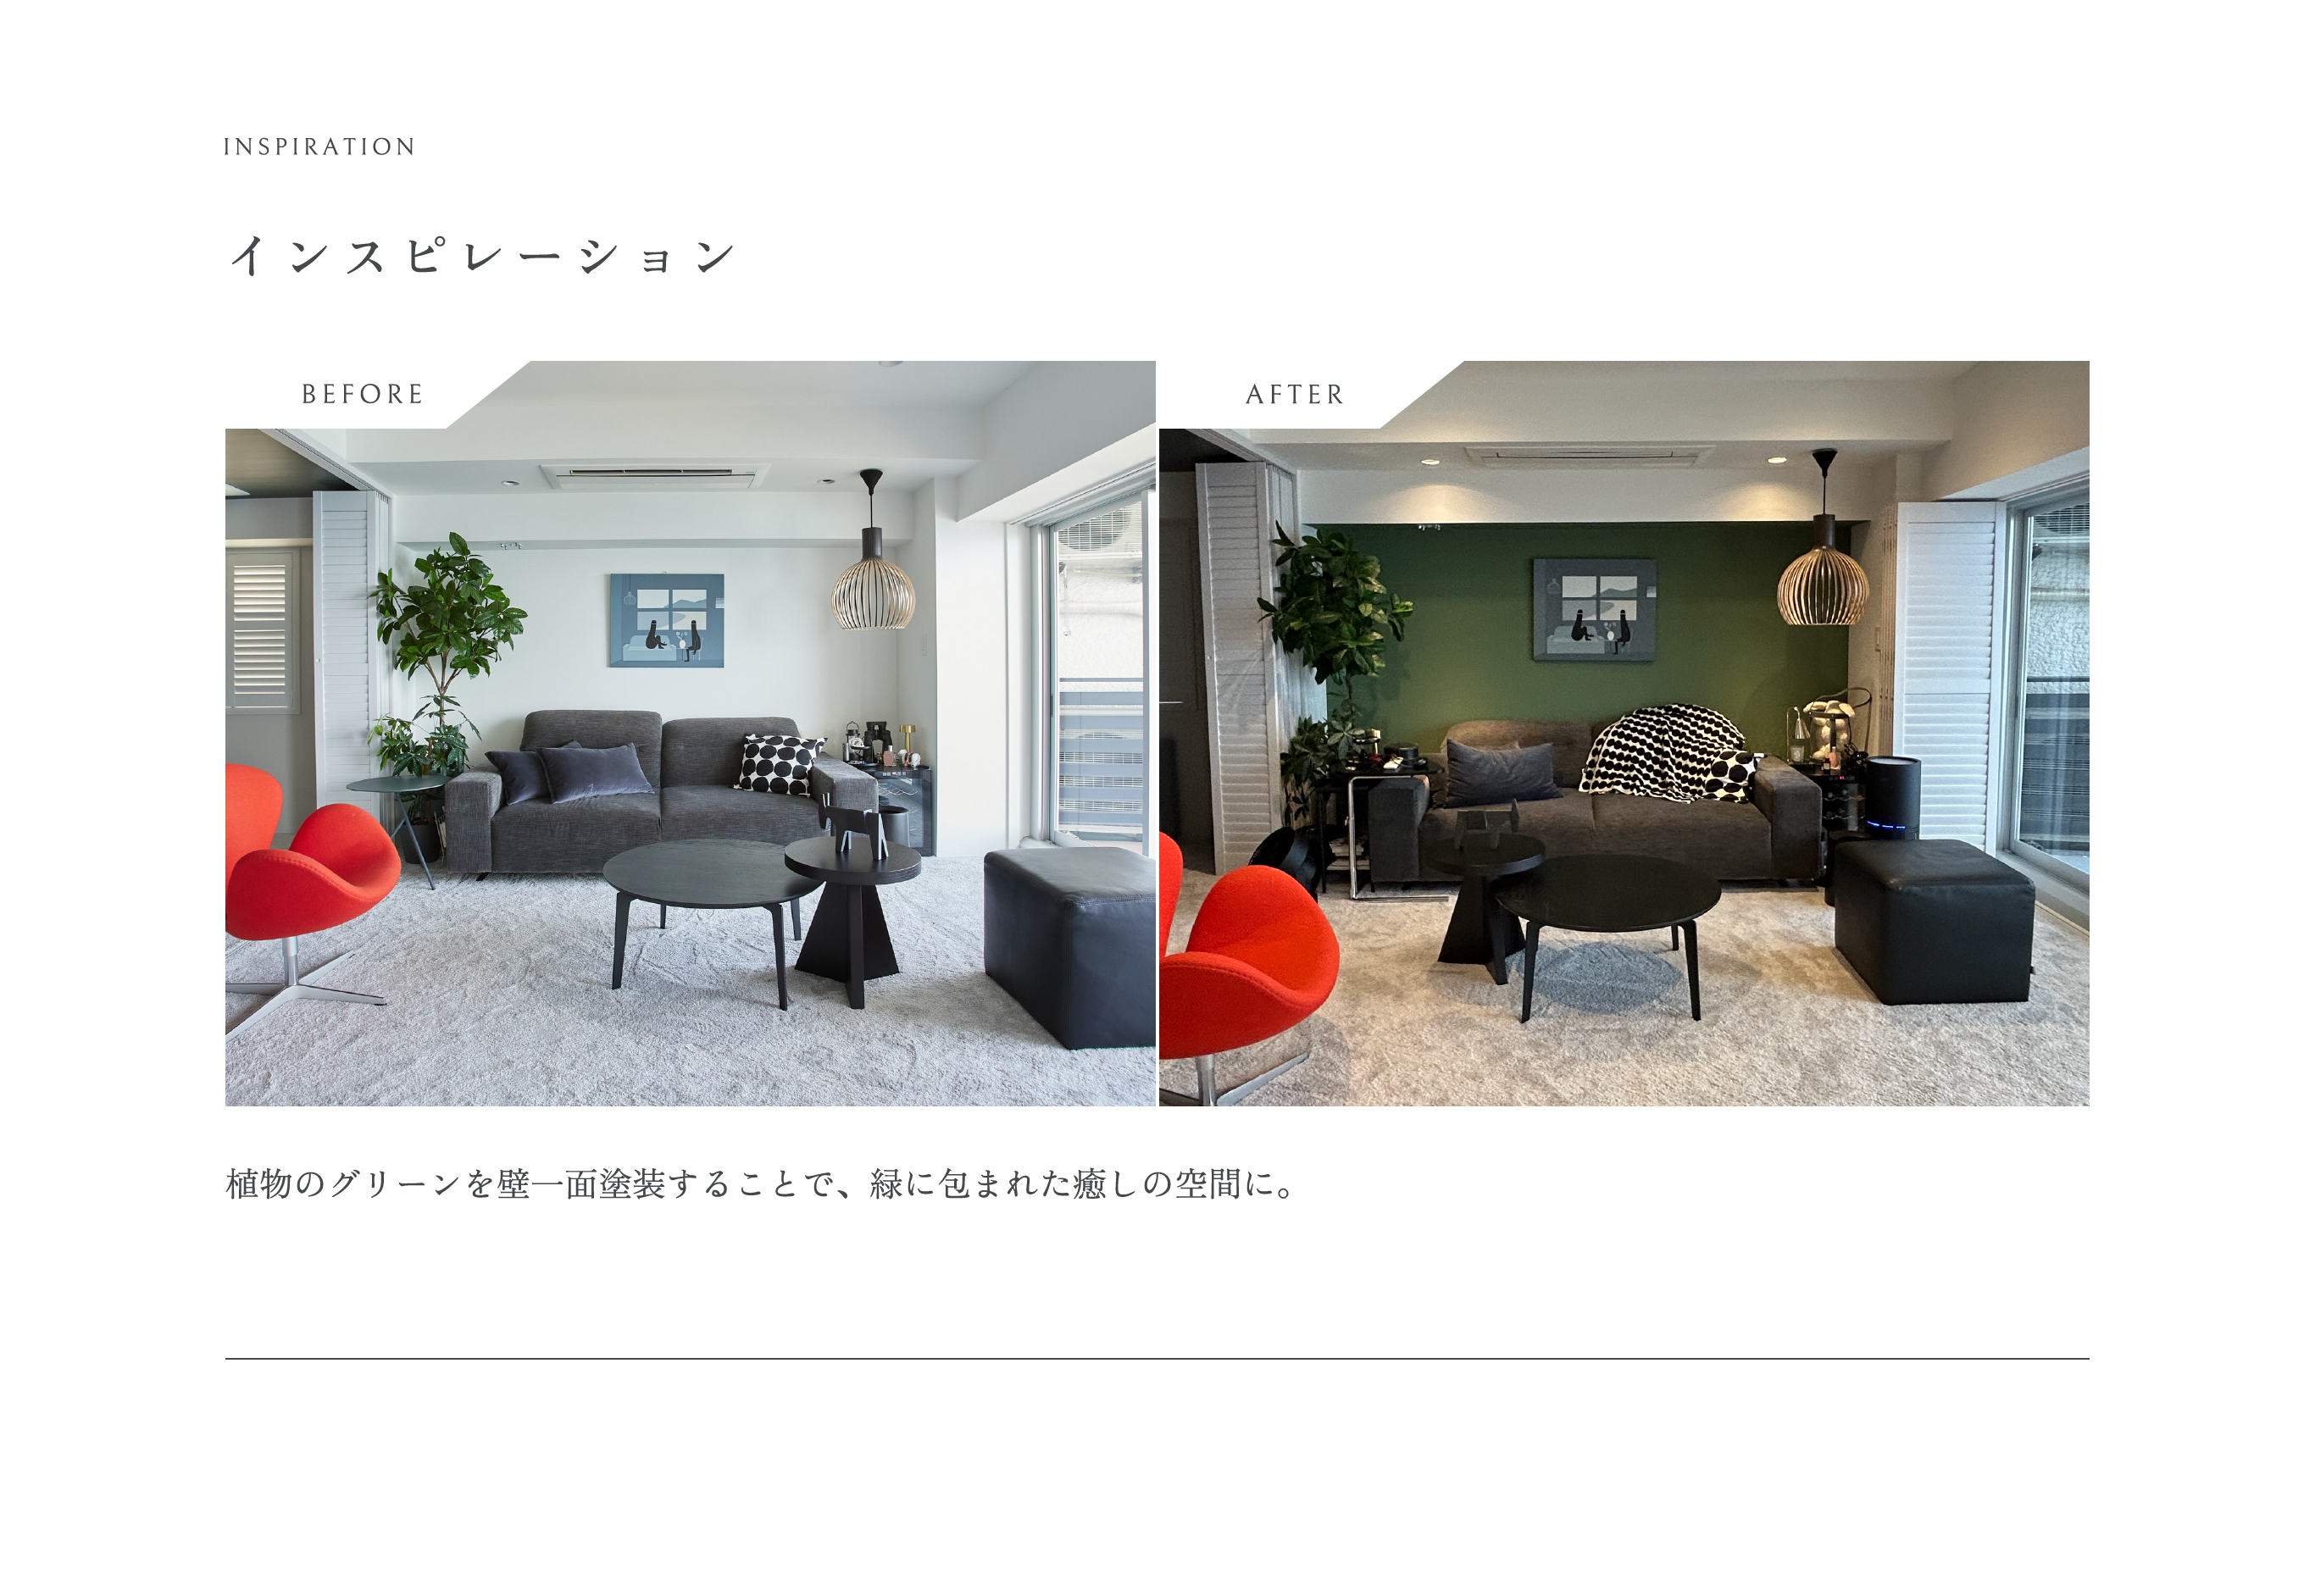 INSPIRATION
インスピレーション
BEFORE
AFTER
植物のグリーンを壁一面塗装することで、緑に包まれた癒しの空間に。